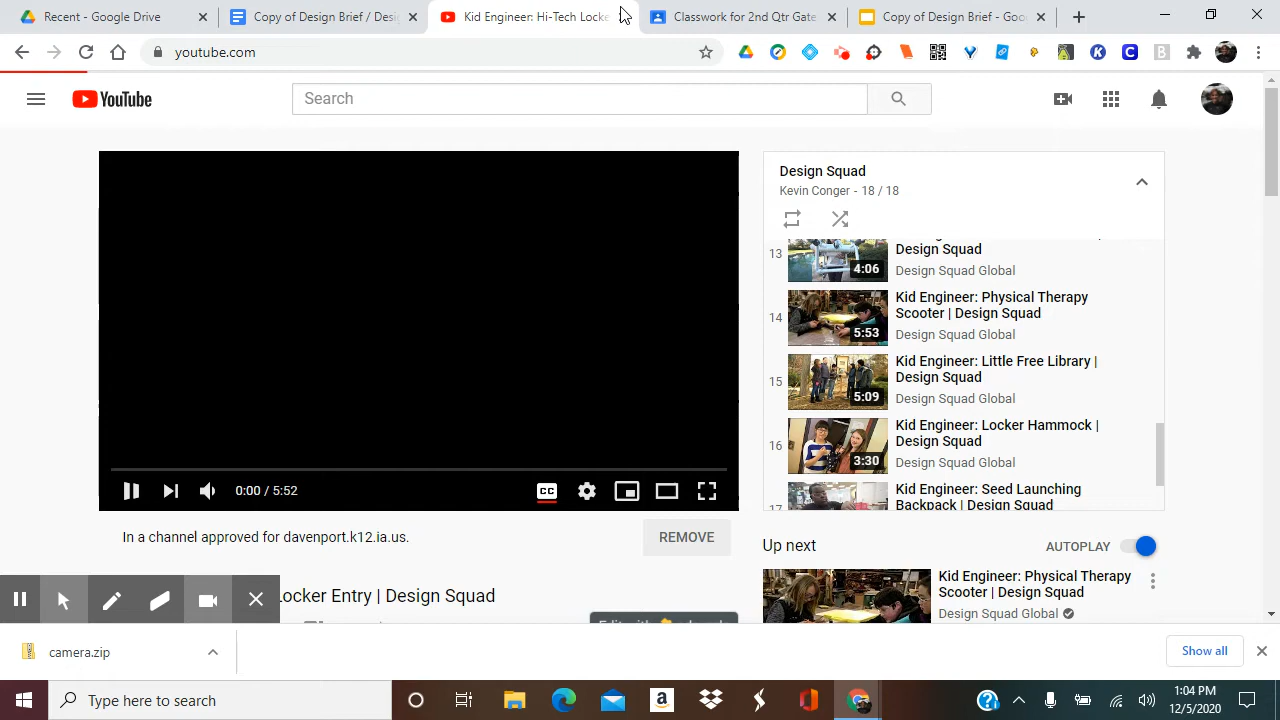 Recent - Google Drive
Copy of Design Brief / Desi
Kid Engineer: Hi-Tech Locke
Classwork for 2nd Qtr Gate
Copy of Design Brief - Goo
youtube.com
YouTube
Search
Design Squad
Kevin Conger - 18 / 18
13
4:06
Design Squad
Design Squad Global
14
5:53
Kid Engineer: Physical Therapy
Scooter | Design Squad
Design Squad Global
15
5:09
Kid Engineer: Little Free Library |
Design Squad
Design Squad Global
16
3:30
Kid Engineer: Locker Hammock |
Design Squad
Design Squad Global
17
Kid Engineer: Seed Launching
Backpack | Design Squad
0:00 / 5:52
CC
In a channel approved for davenport.k12.ia.us.
REMOVE
Up next
AUTOPLAY
Kid Engineer: Physical Therapy
Scooter | Design Squad
Design Squad Global
Locker Entry | Design Squad
camera.zip
Show all
Type here to search
1:04 PM
12/5/2020